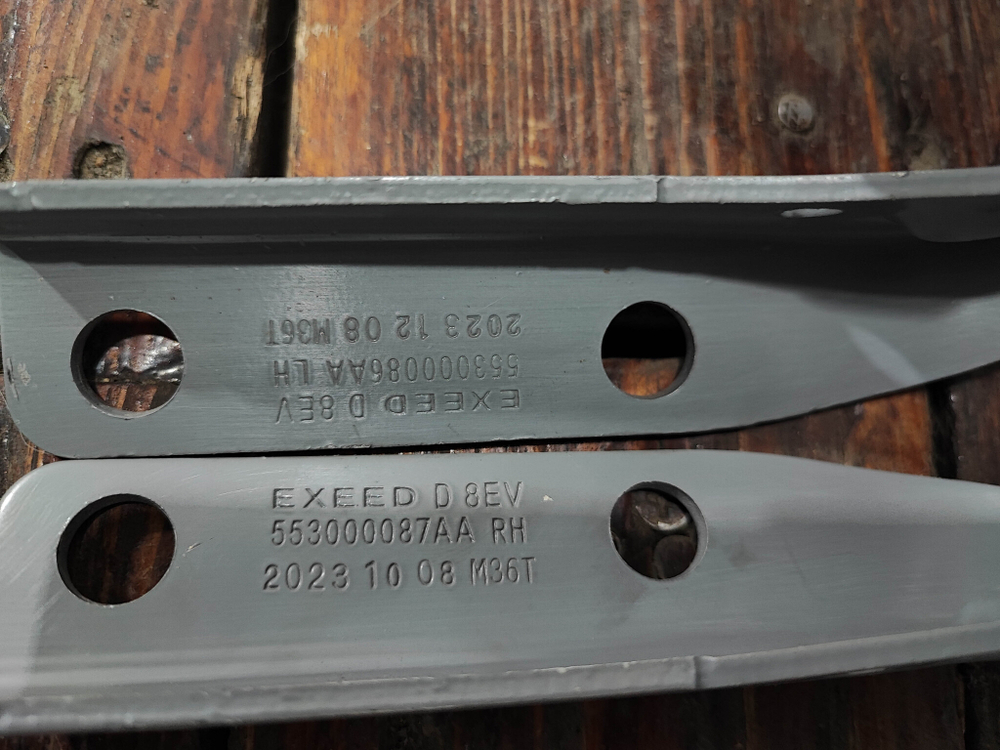 EXEED D 8EV
553000086AA LH
2023 12 08 M36T
EXEED D 8EV
553000087AA RH
2023 10 08 M36T